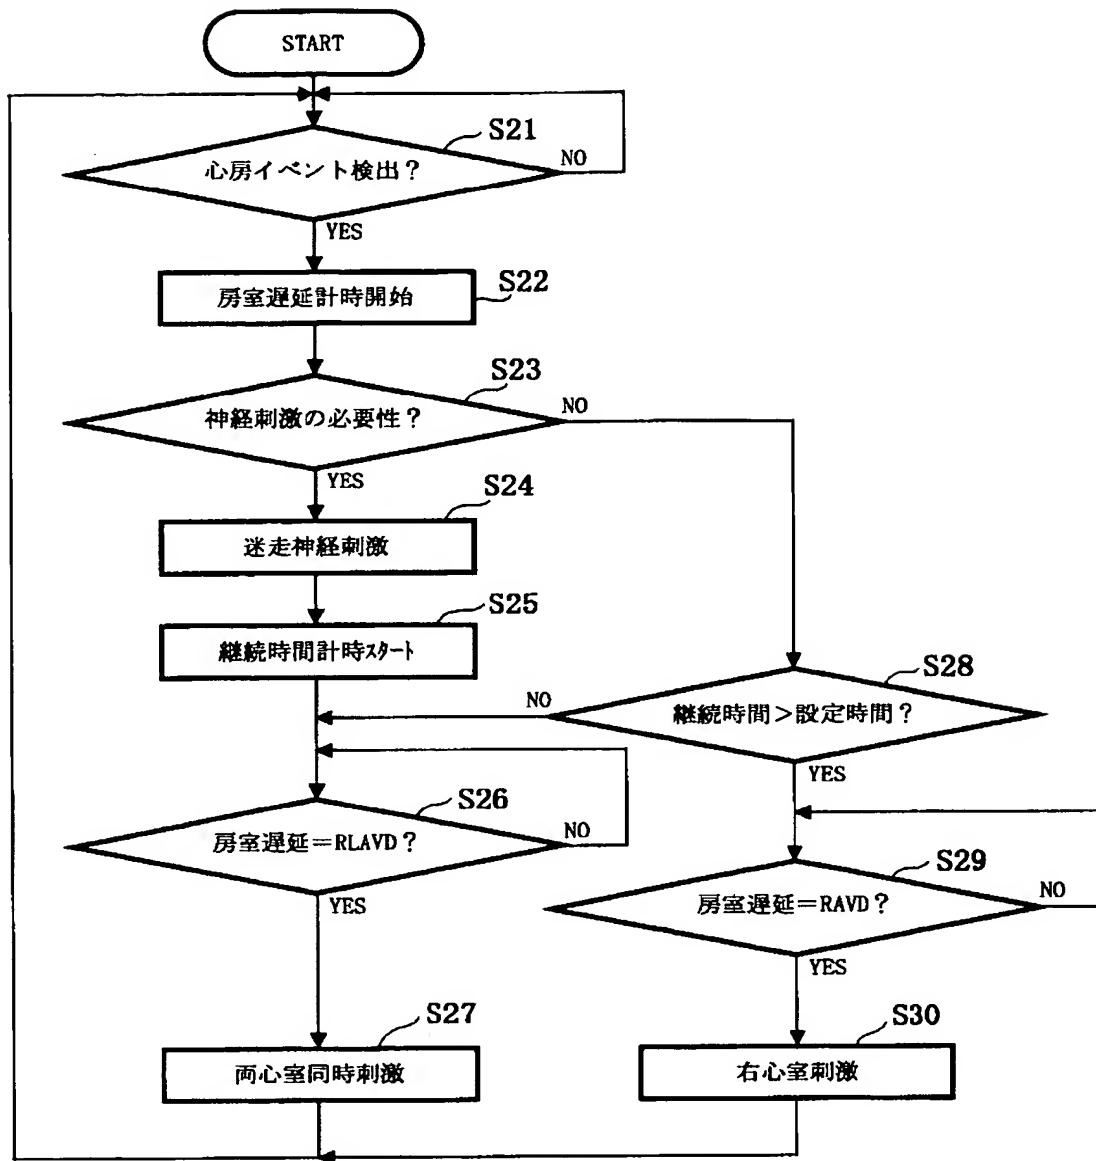 START
S21
心房イベント検出？
NO
YES
S22
房室遅延計時開始
S23
神経刺激の必要性？
NO
YES
S24
迷走神経刺激
S25
継続時間計時ｽﾀｰﾄ
S28
NO
継続時間＞設定時間？
YES
S26
房室遅延＝RLAVD？
NO
YES
S29
房室遅延＝RAVD？
NO
YES
S27
両心室同時刺激
S30
右心室刺激